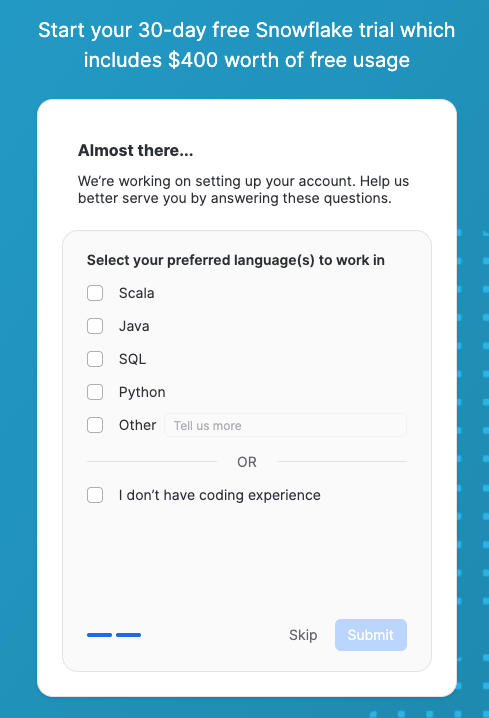 Start your 30-day free Snowflake trial which
includes $400 worth of free usage
Almost there...
We’re working on setting up your account. Help us
better serve you by answering these questions.
Select your preferred language(s) to work in
Scala
Java
SQL
Python
Other Tell us more
OR
I don’t have coding experience
Skip Submit